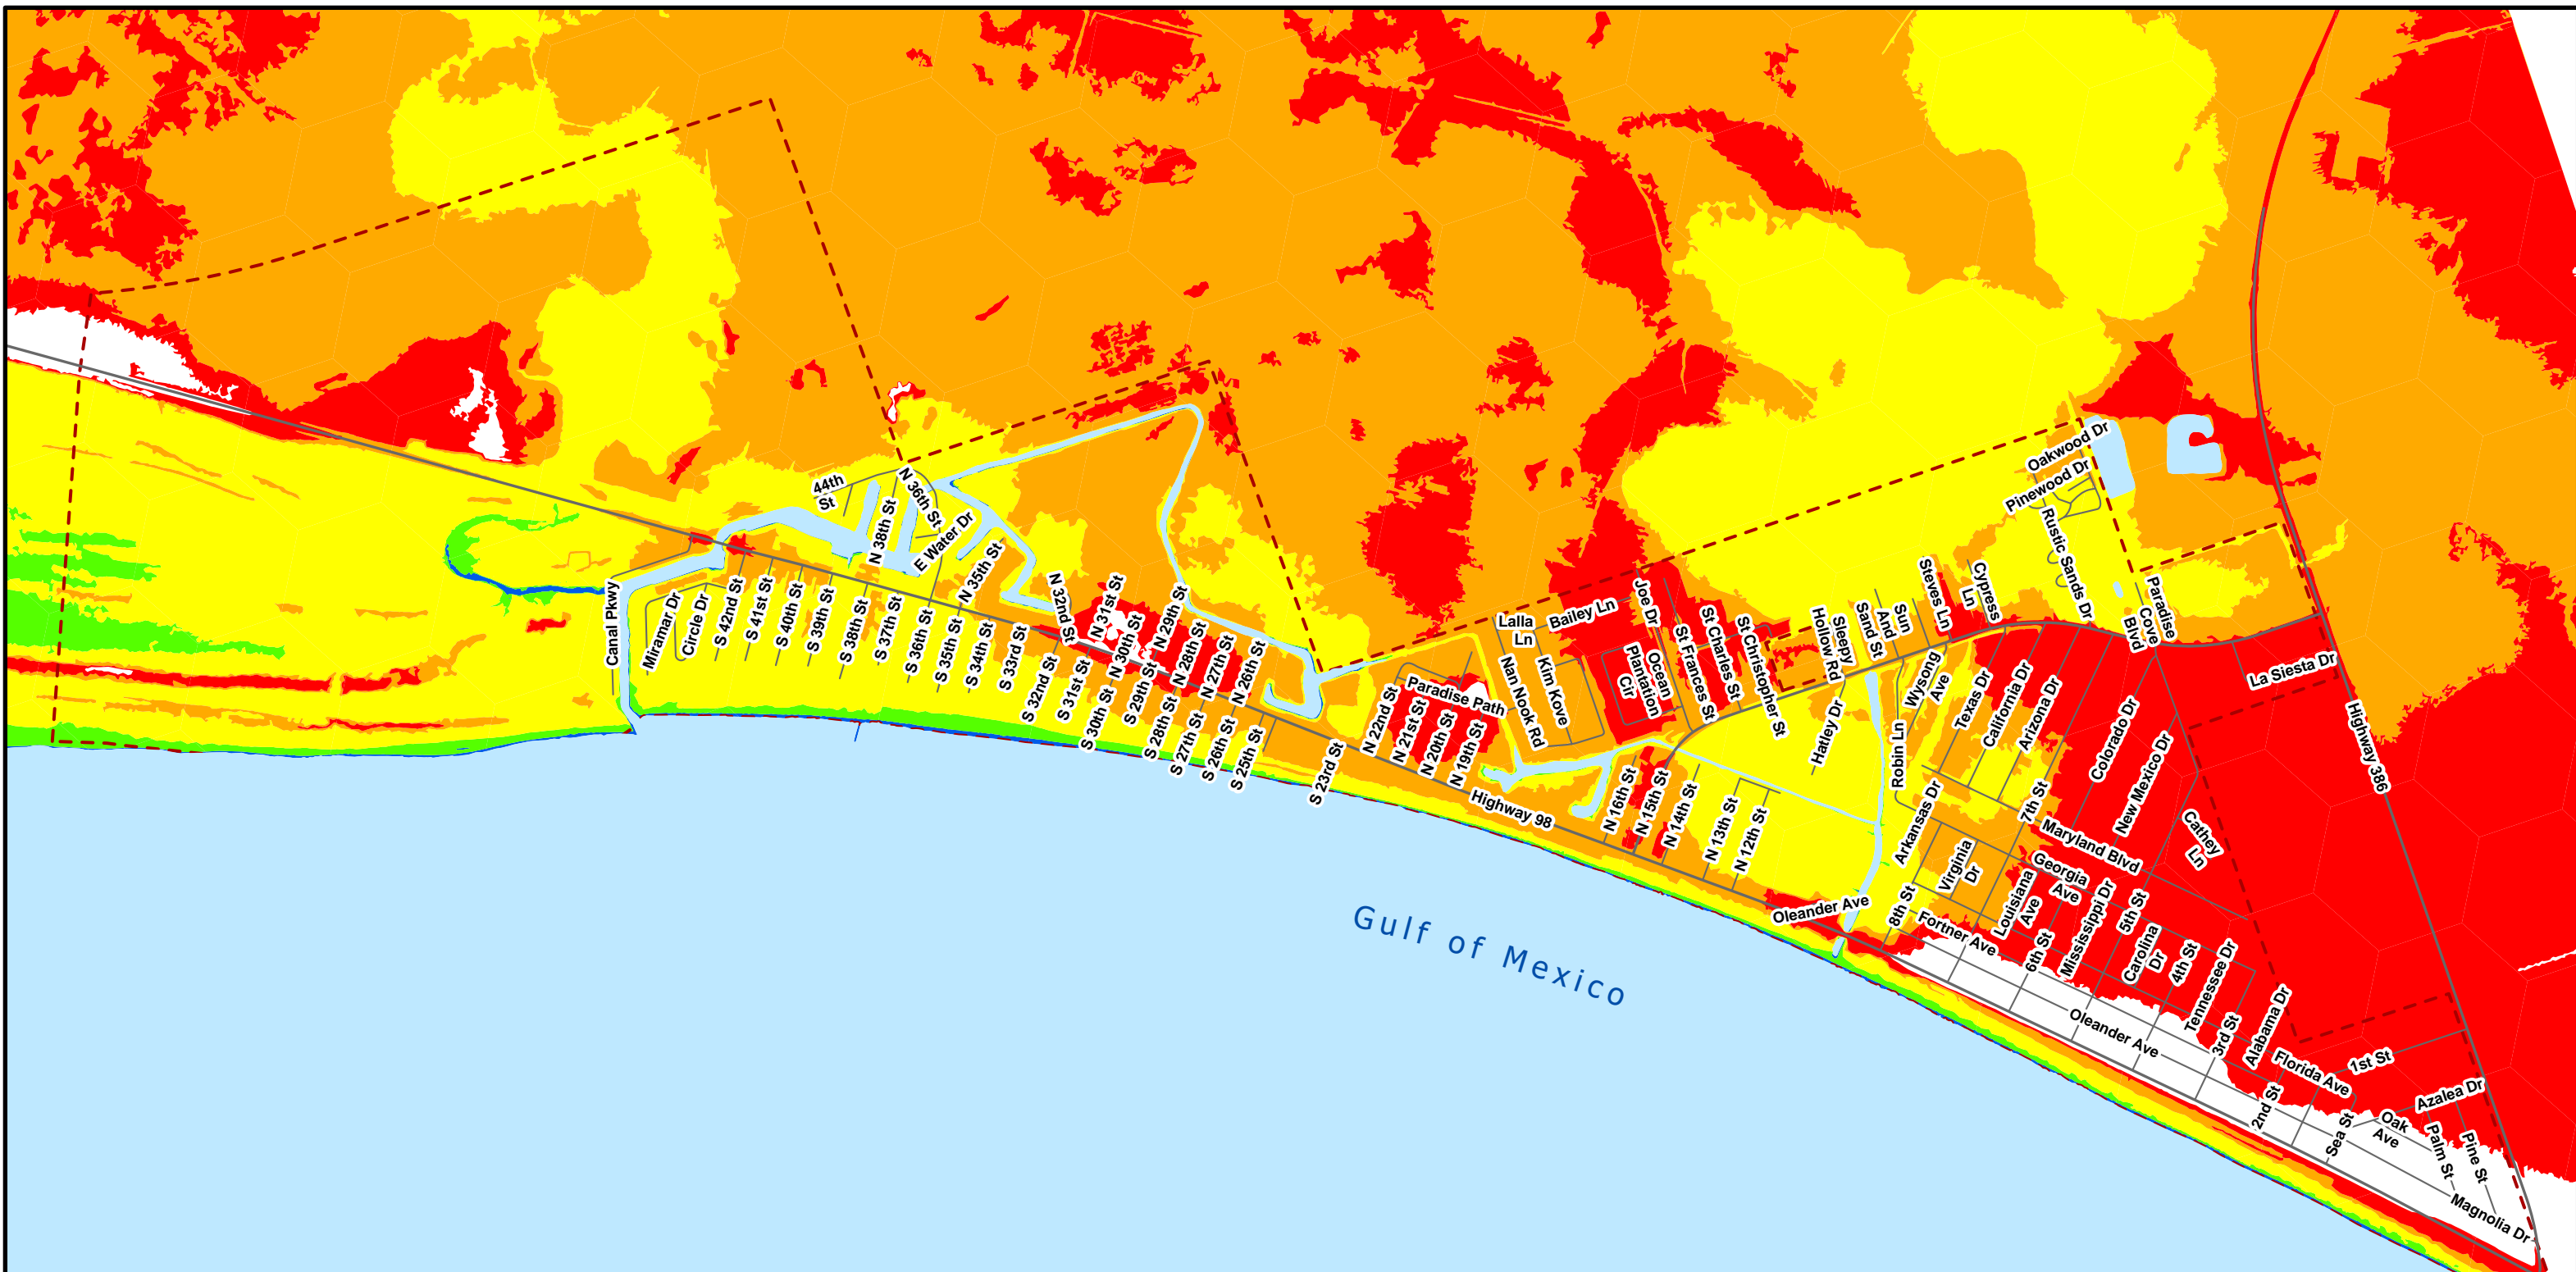 44th
St
N 36th St
N 38th St
E Water Dr
N 35th St
N 32nd St
N 31st St
N 30th St
N 29th St
N 28th St
N 27th St
N 26th St
Canal Pkwy
Miramar Dr
Circle Dr
S 42nd St
S 41st St
S 40th St
S 39th St
S 38th St
S 37th St
S 36th St
S 35th St
S 34th St
S 33rd St
S 32nd St
S 31st St
S 30th St
S 29th St
S 28th St
S 27th St
S 26th St
S 25th St
S 23rd St
N 22nd St
N 21st St
N 20th St
N 19th St
Paradise Path
Highway 98
Lalla
Ln
Bailey Ln
Nan Nook Rd
Kim Kove
Joe Dr
Ocean
Plantation
Cir
St Frances St
St Charles St
St Christopher St
N 16th St
N 15th St
N 14th St
N 13th St
N 12th St
Sleepy
Hollow Rd
Hatley Dr
Sun
And
Sand St
Steves Ln
Cypress
Ln
Robin Ln
Wysong
Ave
Oakwood Dr
Pinewood Dr
Rustic Sands Dr
Paradise
Cove
Blvd
La Siesta Dr
Highway 386
Texas Dr
California Dr
Arizona Dr
Colorado Dr
New Mexico Dr
Cathey
Ln
Arkansas Dr
7th St
Maryland Blvd
Virginia
Dr
Georgia
Ave
Louisiana
Ave
Mississippi Dr
5th St
8th St
Fortner Ave
6th St
Carolina
Dr
4th St
Tennessee Dr
Oleander Ave
Oleander Ave
3rd St
Alabama Dr
Florida Ave
1st St
2nd St
Azalea Dr
Sea St
Oak
Ave
Palm St
Pine St
Magnolia Dr
Gulf of Mexico